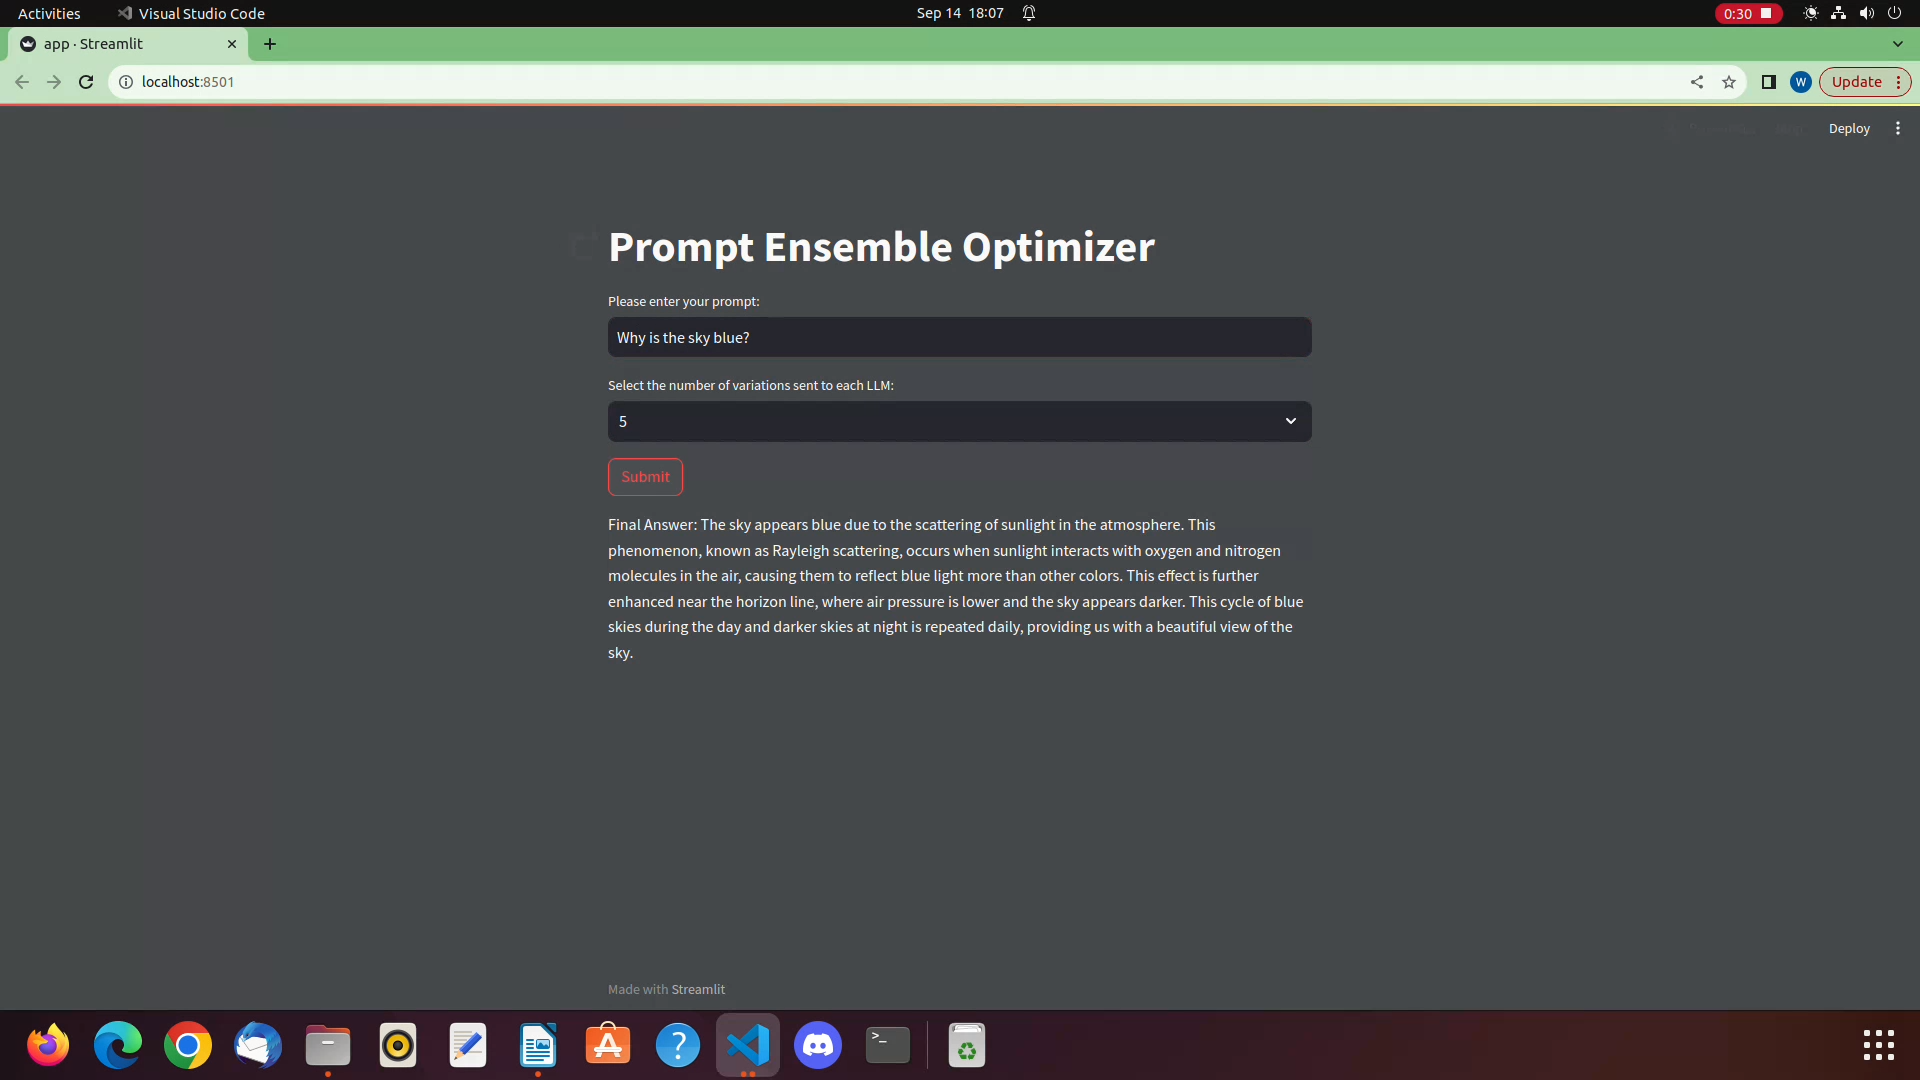 Activities Visual Studio Code Sep 14 18:07 0:30
app · Streamlit
localhost:8501 W Update
Deploy
Prompt Ensemble Optimizer
Please enter your prompt:
Why is the sky blue?
Select the number of variations sent to each LLM:
5
Submit
Final Answer: The sky appears blue due to the scattering of sunlight in the atmosphere. This
phenomenon, known as Rayleigh scattering, occurs when sunlight interacts with oxygen and nitrogen
molecules in the air, causing them to reflect blue light more than other colors. This effect is further
enhanced near the horizon line, where air pressure is lower and the sky appears darker. This cycle of blue
skies during the day and darker skies at night is repeated daily, providing us with a beautiful view of the
sky.
Made with Streamlit